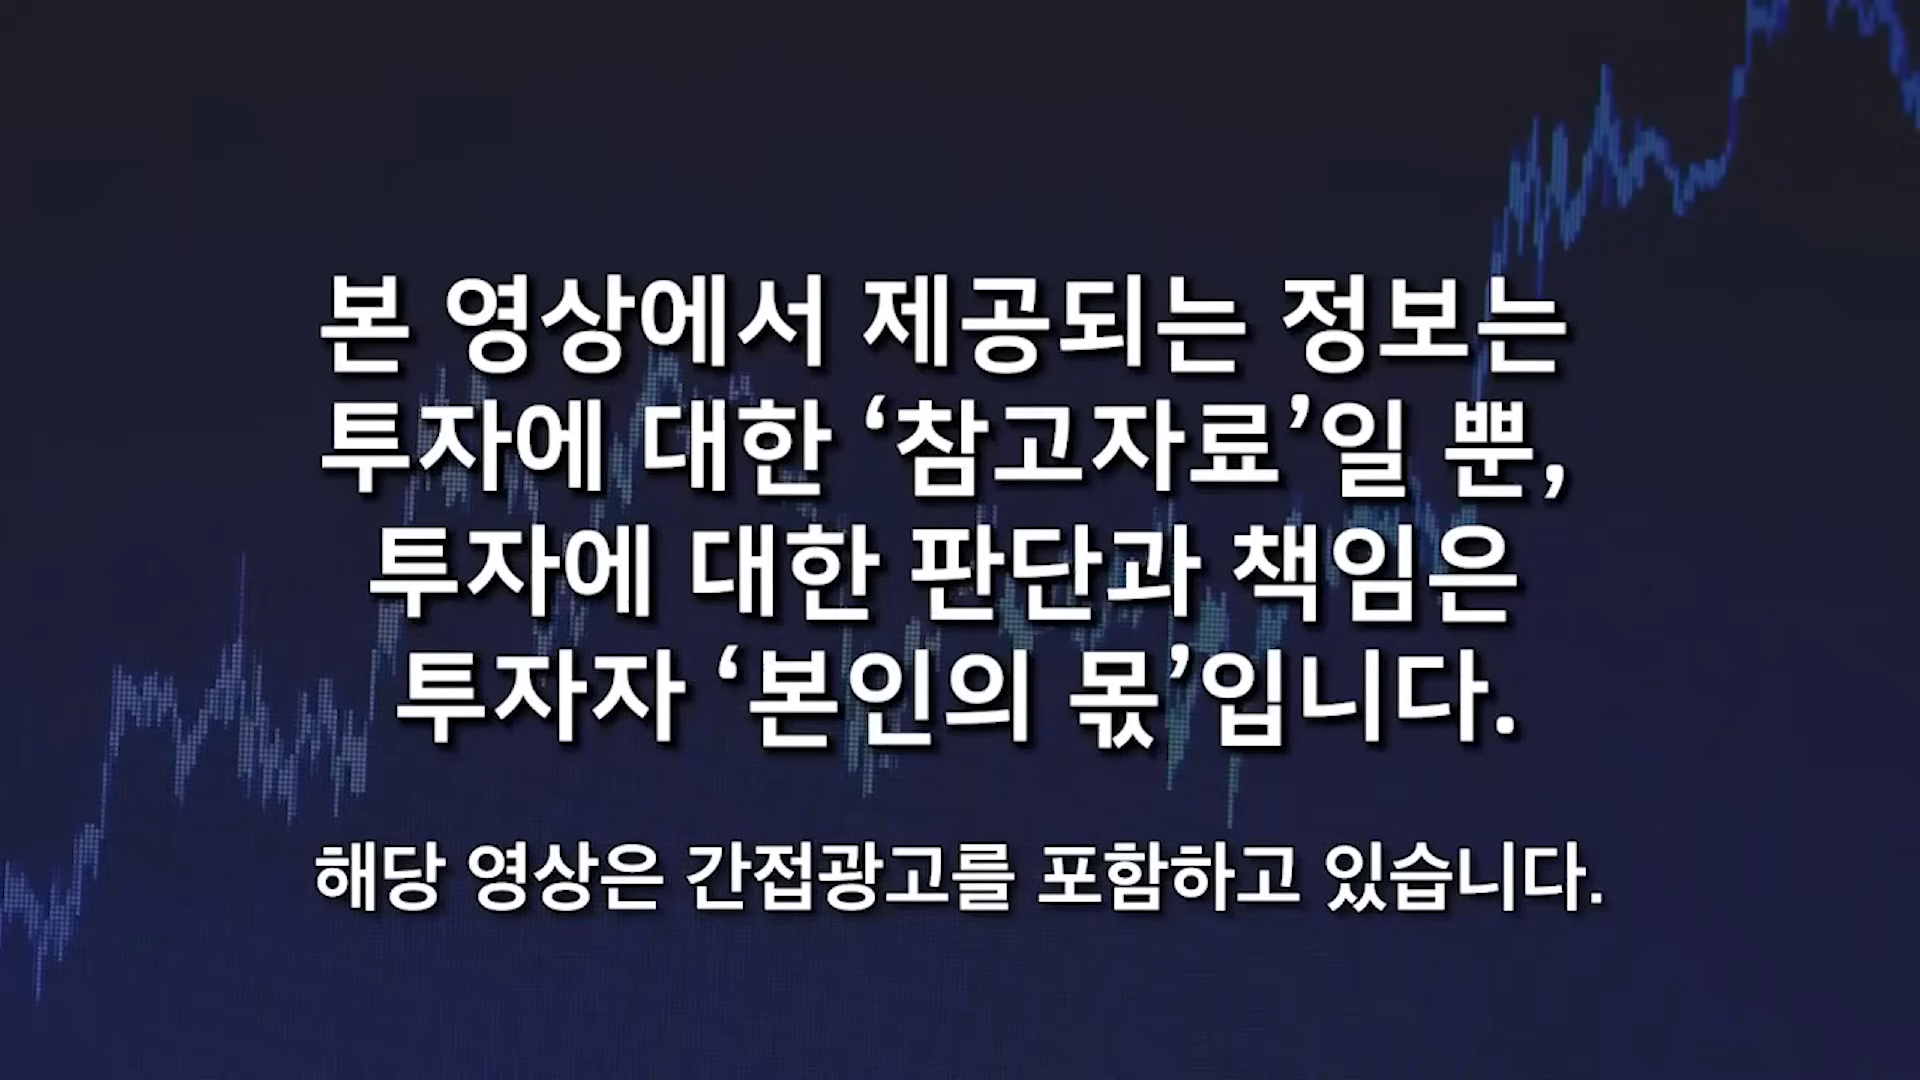 본 영상에서 제공되는 정보는
투자에 대한 ‘참고자료’일 뿐,
투자에 대한 판단과 책임은
투자자 ‘본인의 몫’입니다.
해당 영상은 간접광고를 포함하고 있습니다.